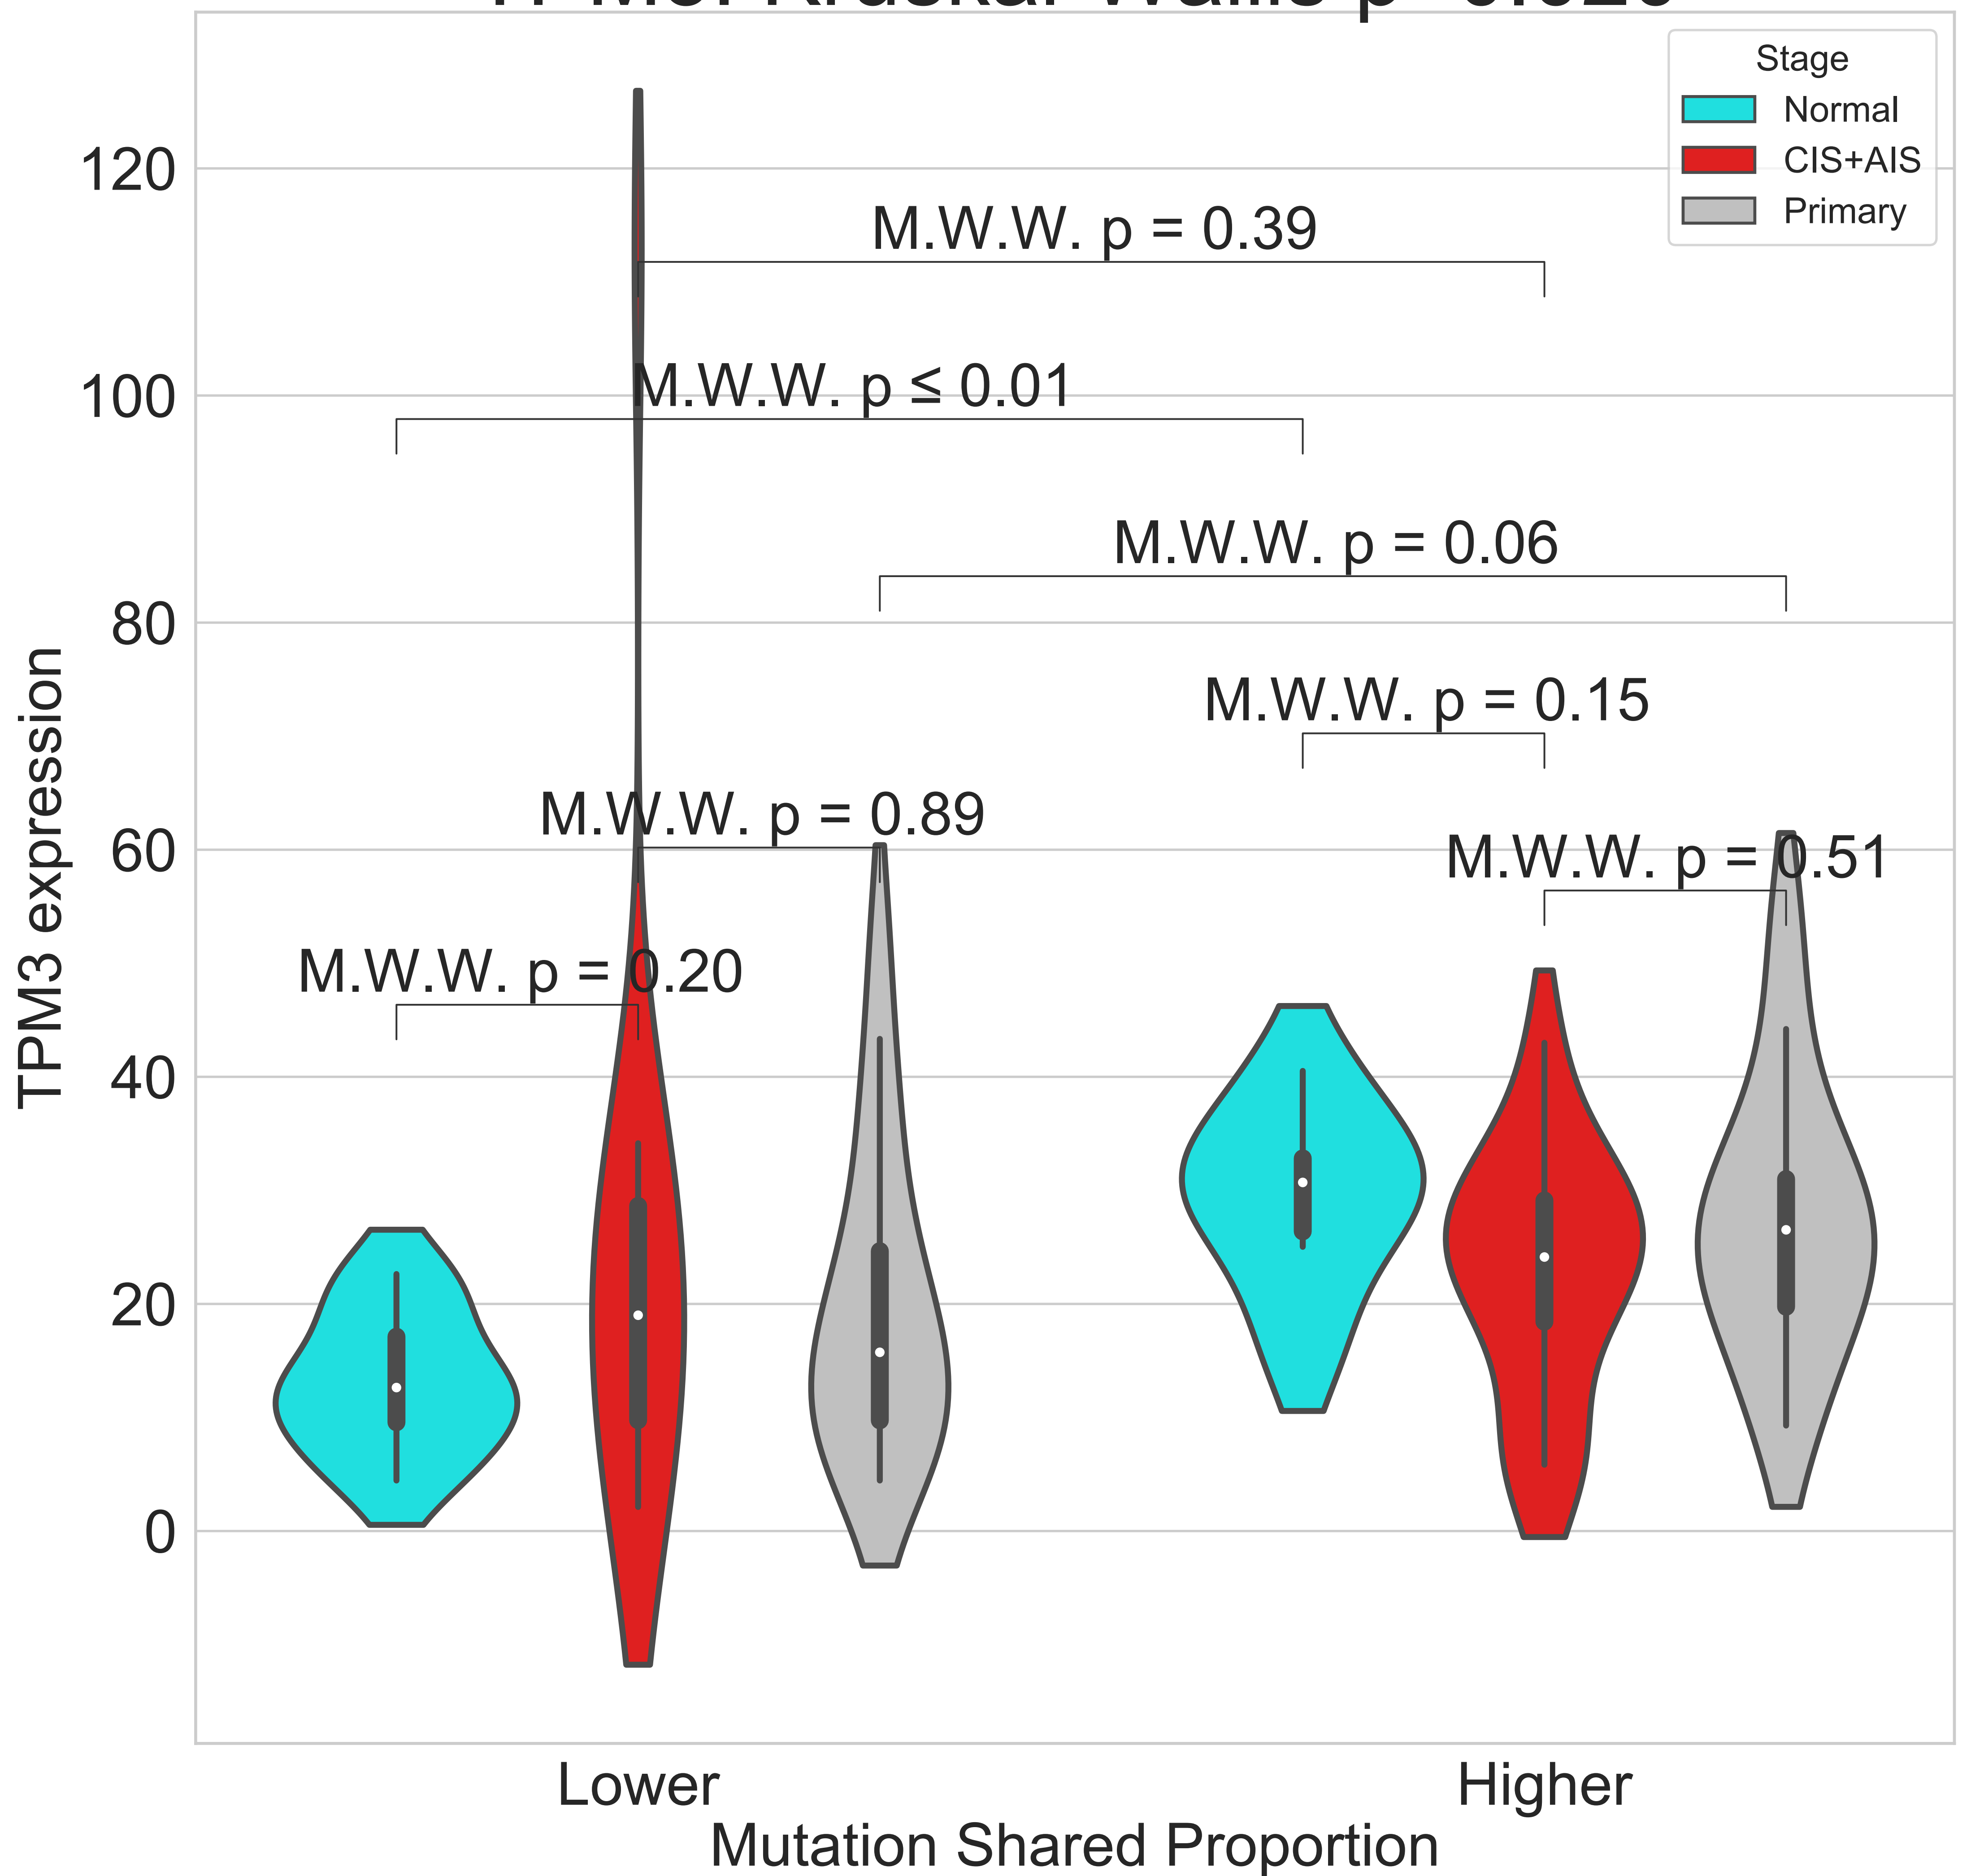 Stage
Normal
CIS+AIS
Primary
120
100
80
60
40
20
0
TPM3 expression
M.W.W. p = 0.39
M.W.W. p ≤ 0.01
M.W.W. p = 0.06
M.W.W. p = 0.15
M.W.W. p = 0.89
M.W.W. p = 0.51
M.W.W. p = 0.20
Lower
Higher
Mutation Shared Proportion